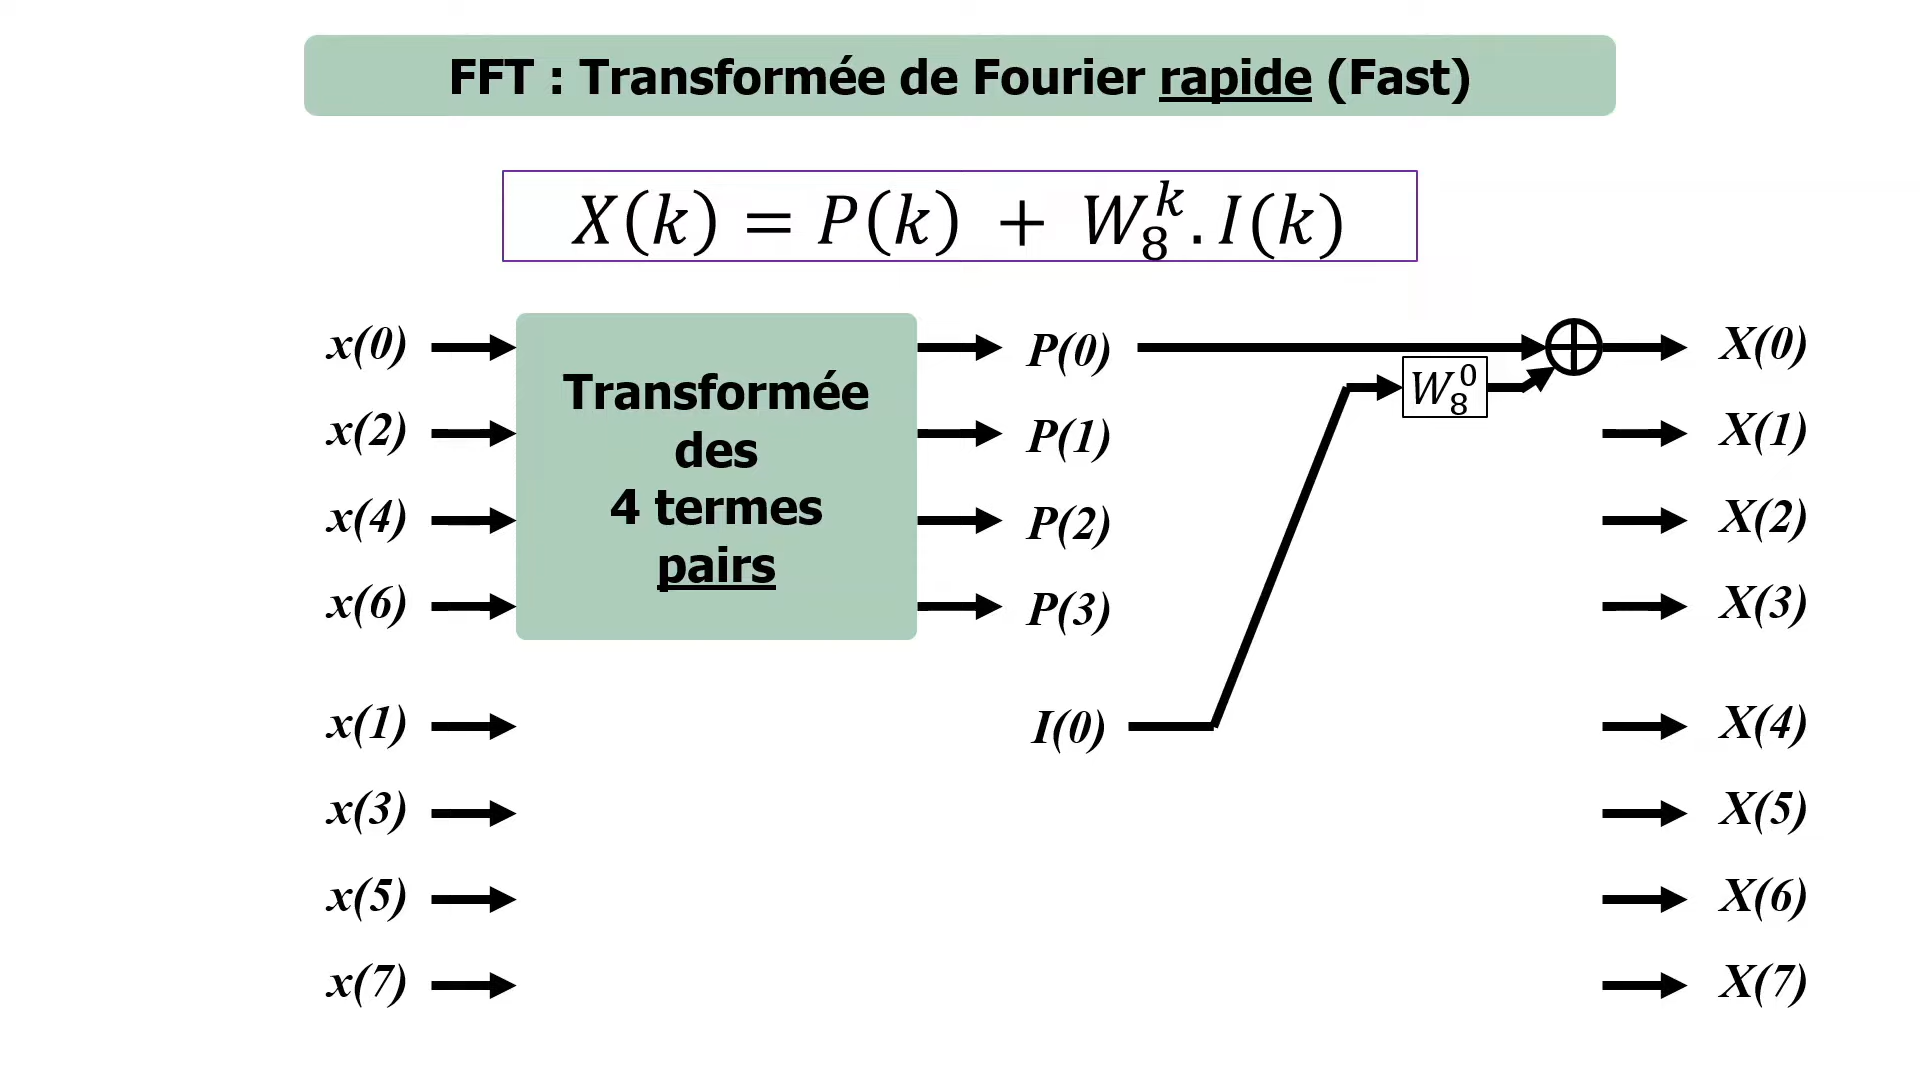 FFT : Transformée de Fourier rapide (Fast)
X(k) = P(k) + W₈ᵏ. I(k)
x(0) Transformée P(0) W₈⁰ X(0)
x(2) des P(1) X(1)
x(4) 4 termes P(2) X(2)
x(6) pairs P(3) X(3)
x(1) I(0) X(4)
x(3) X(5)
x(5) X(6)
x(7) X(7)